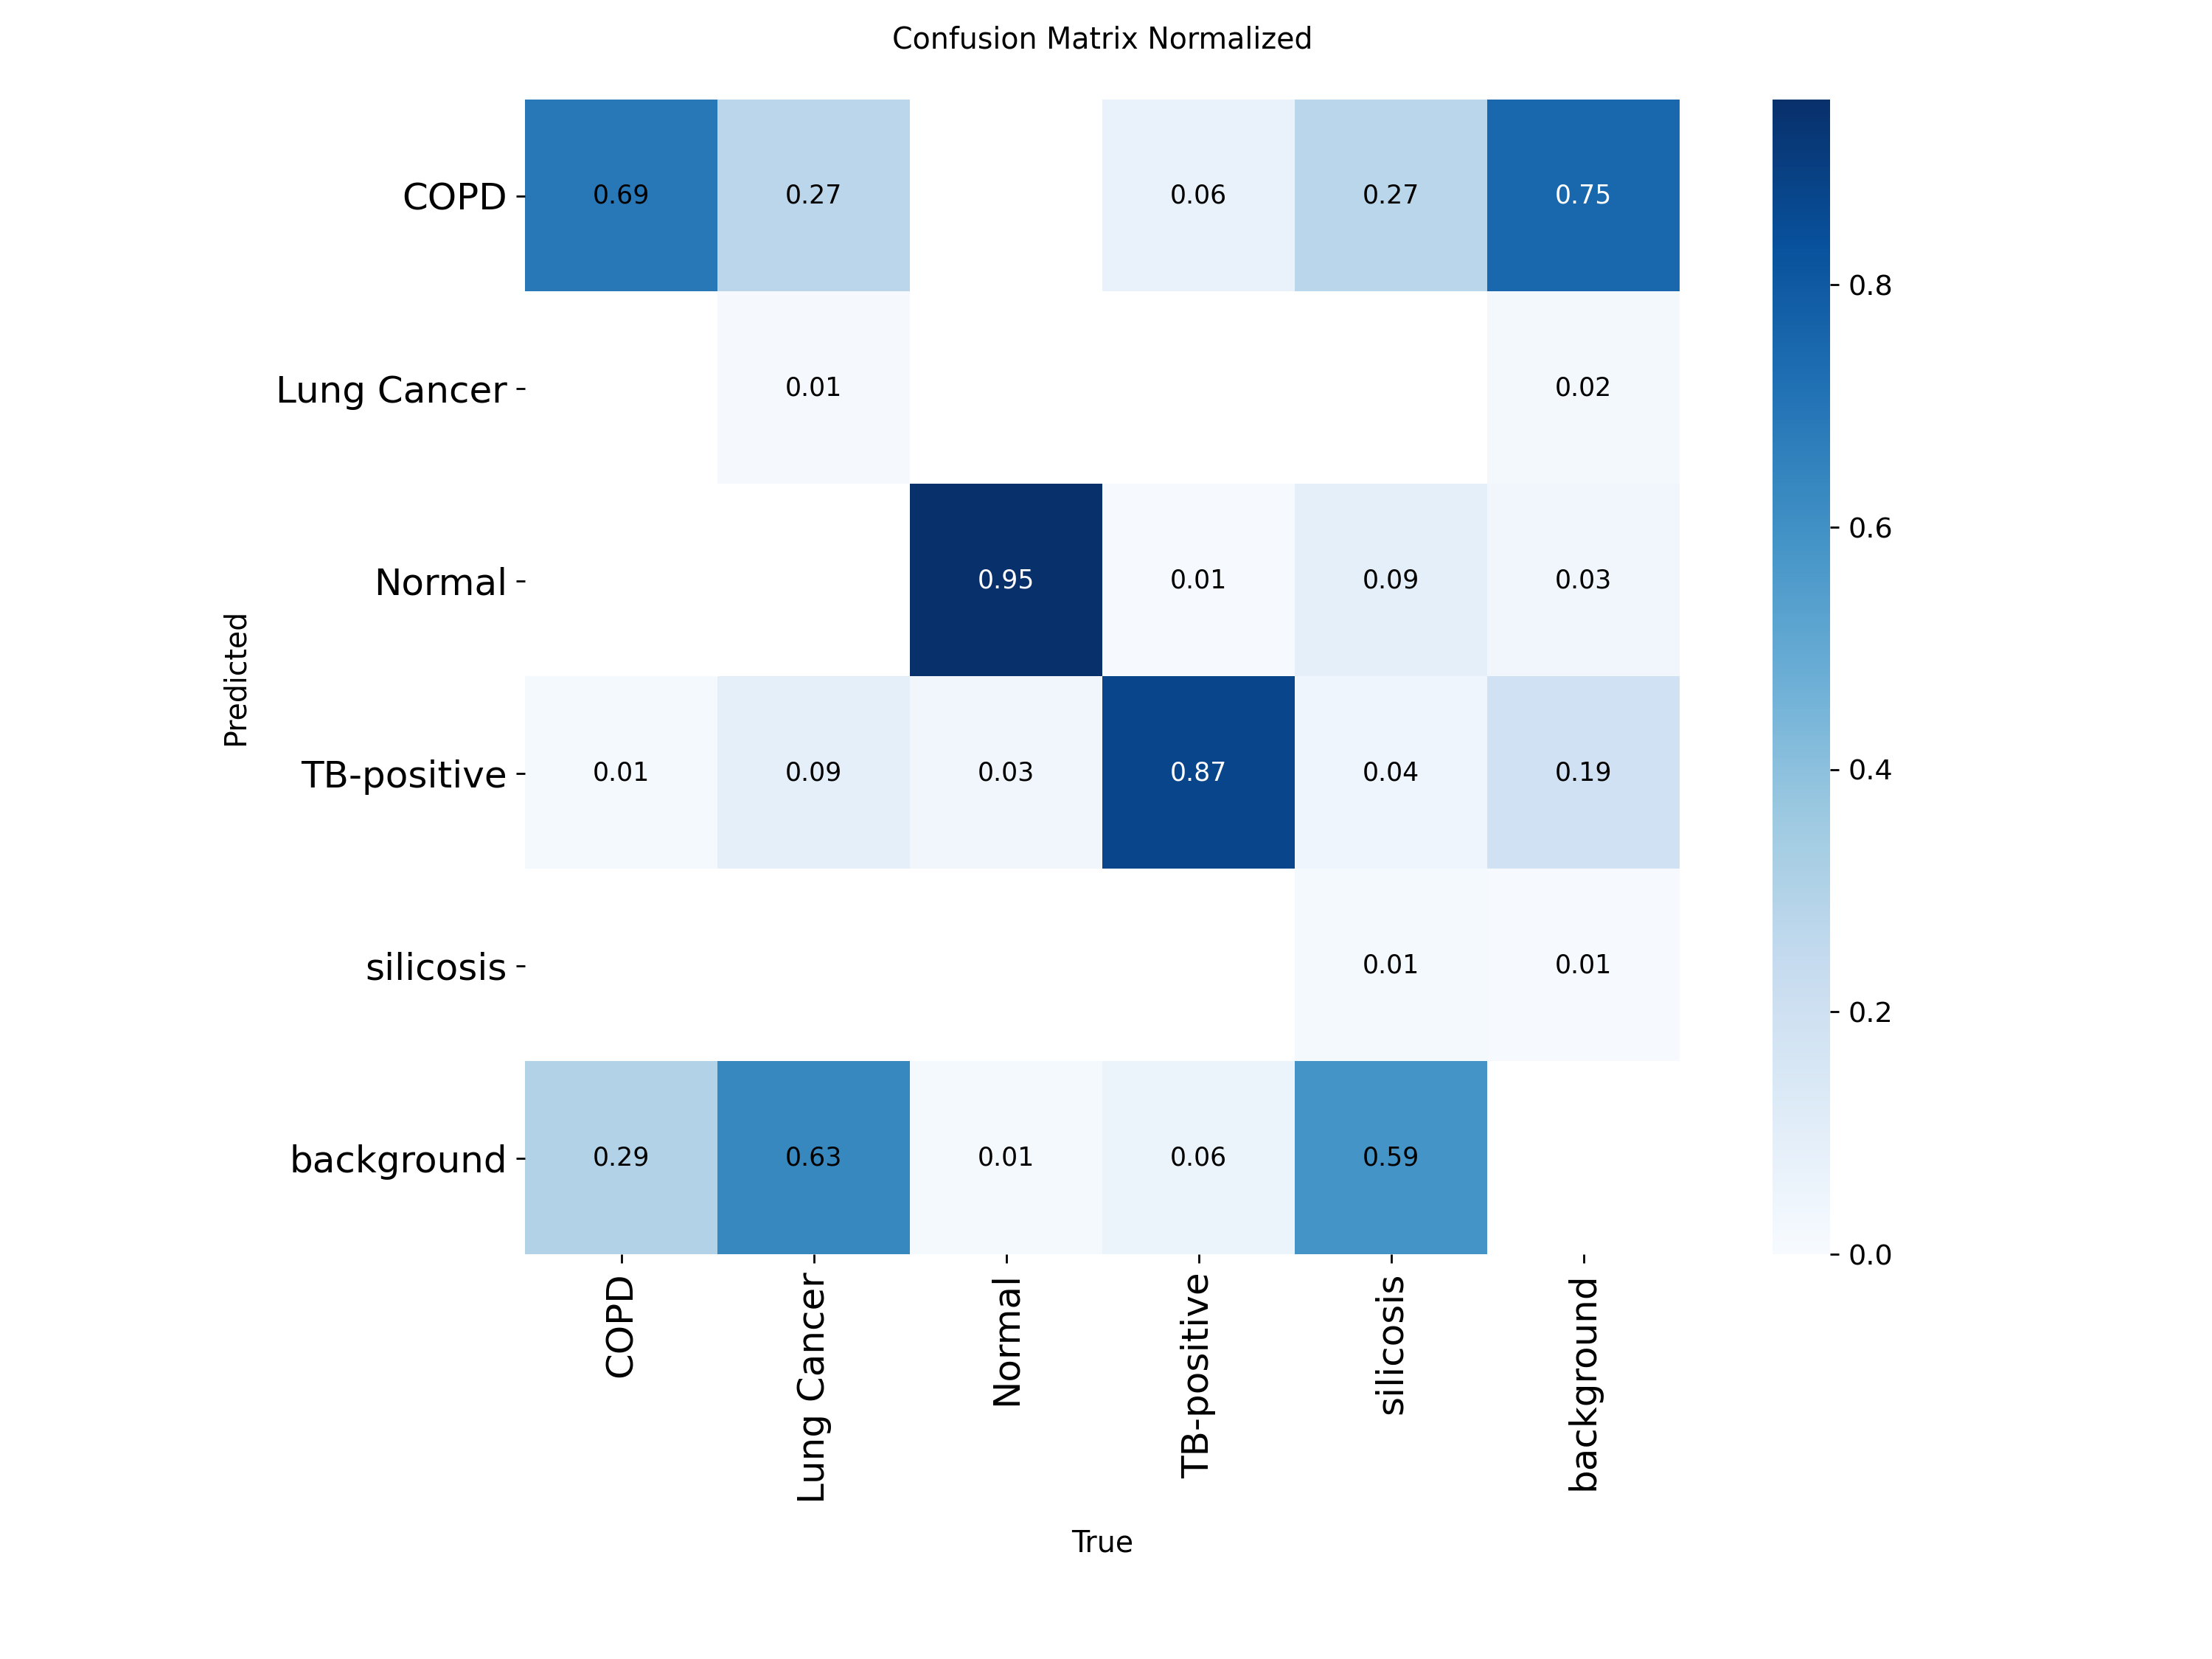 Confusion Matrix Normalized
COPD 0.69 0.27 0.06 0.27 0.75
Lung Cancer 0.01 0.02
Normal 0.95 0.01 0.09 0.03
TB-positive 0.01 0.09 0.03 0.87 0.04 0.19
silicosis 0.01 0.01
background 0.29 0.63 0.01 0.06 0.59
Predicted
COPD Lung Cancer Normal TB-positive silicosis background
True
0.8
0.6
0.4
0.2
0.0